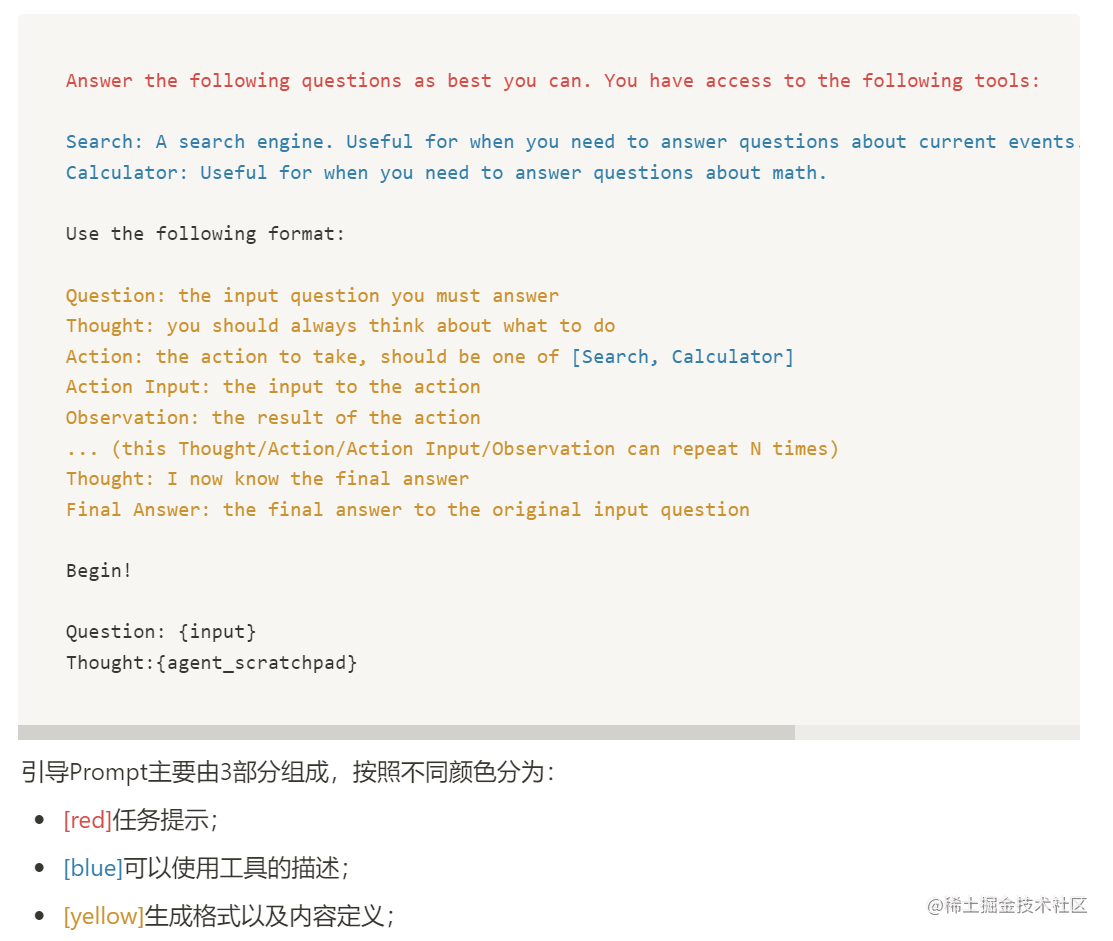 Answer the following questions as best you can. You have access to the following tools:
Search: A search engine. Useful for when you need to answer questions about current events.
Calculator: Useful for when you need to answer questions about math.
Use the following format:
Question: the input question you must answer
Thought: you should always think about what to do
Action: the action to take, should be one of [Search, Calculator]
Action Input: the input to the action
Observation: the result of the action
... (this Thought/Action/Action Input/Observation can repeat N times)
Thought: I now know the final answer
Final Answer: the final answer to the original input question
Begin!
Question: {input}
Thought:{agent_scratchpad}
引导Prompt主要由3部分组成，按照不同颜色分为：
• [red]任务提示；
• [blue]可以使用工具的描述；
• [yellow]生成格式以及内容定义；
@稀土掘金技术社区